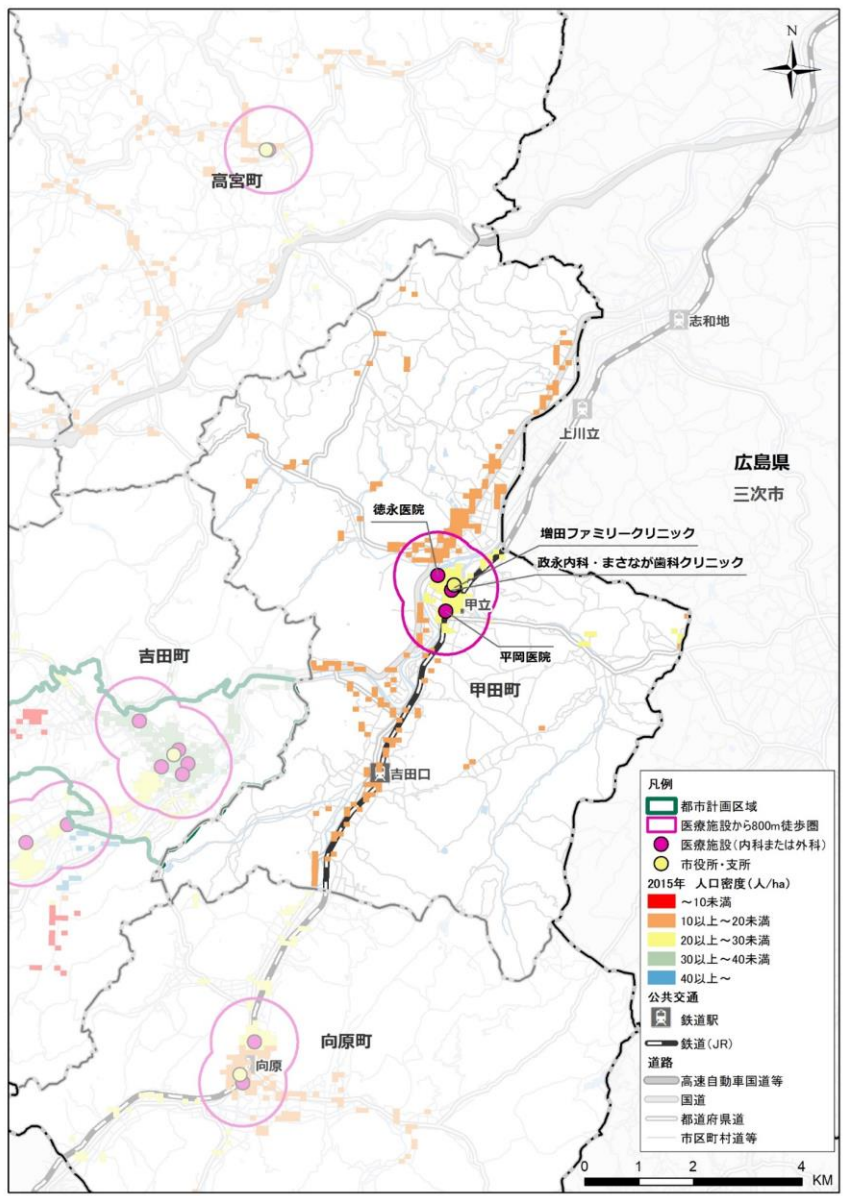 N
高宮町
志和地
上川立
広島県
三次市
徳永医院
増田ファミリークリニック
政永内科・まさなが歯科クリニック
甲立
平岡医院
吉田町
甲田町
吉田口
向原町
向原
凡例
都市計画区域
医療施設から800m徒歩圏
医療施設(内科または外科)
市役所・支所
2015年 人口密度(人/ha)
～10未満
10以上～20未満
20以上～30未満
30以上～40未満
40以上～
公共交通
鉄道駅
鉄道(JR)
道路
高速自動車国道等
国道
都道府県道
市区町村道等
0 1 2 4
KM